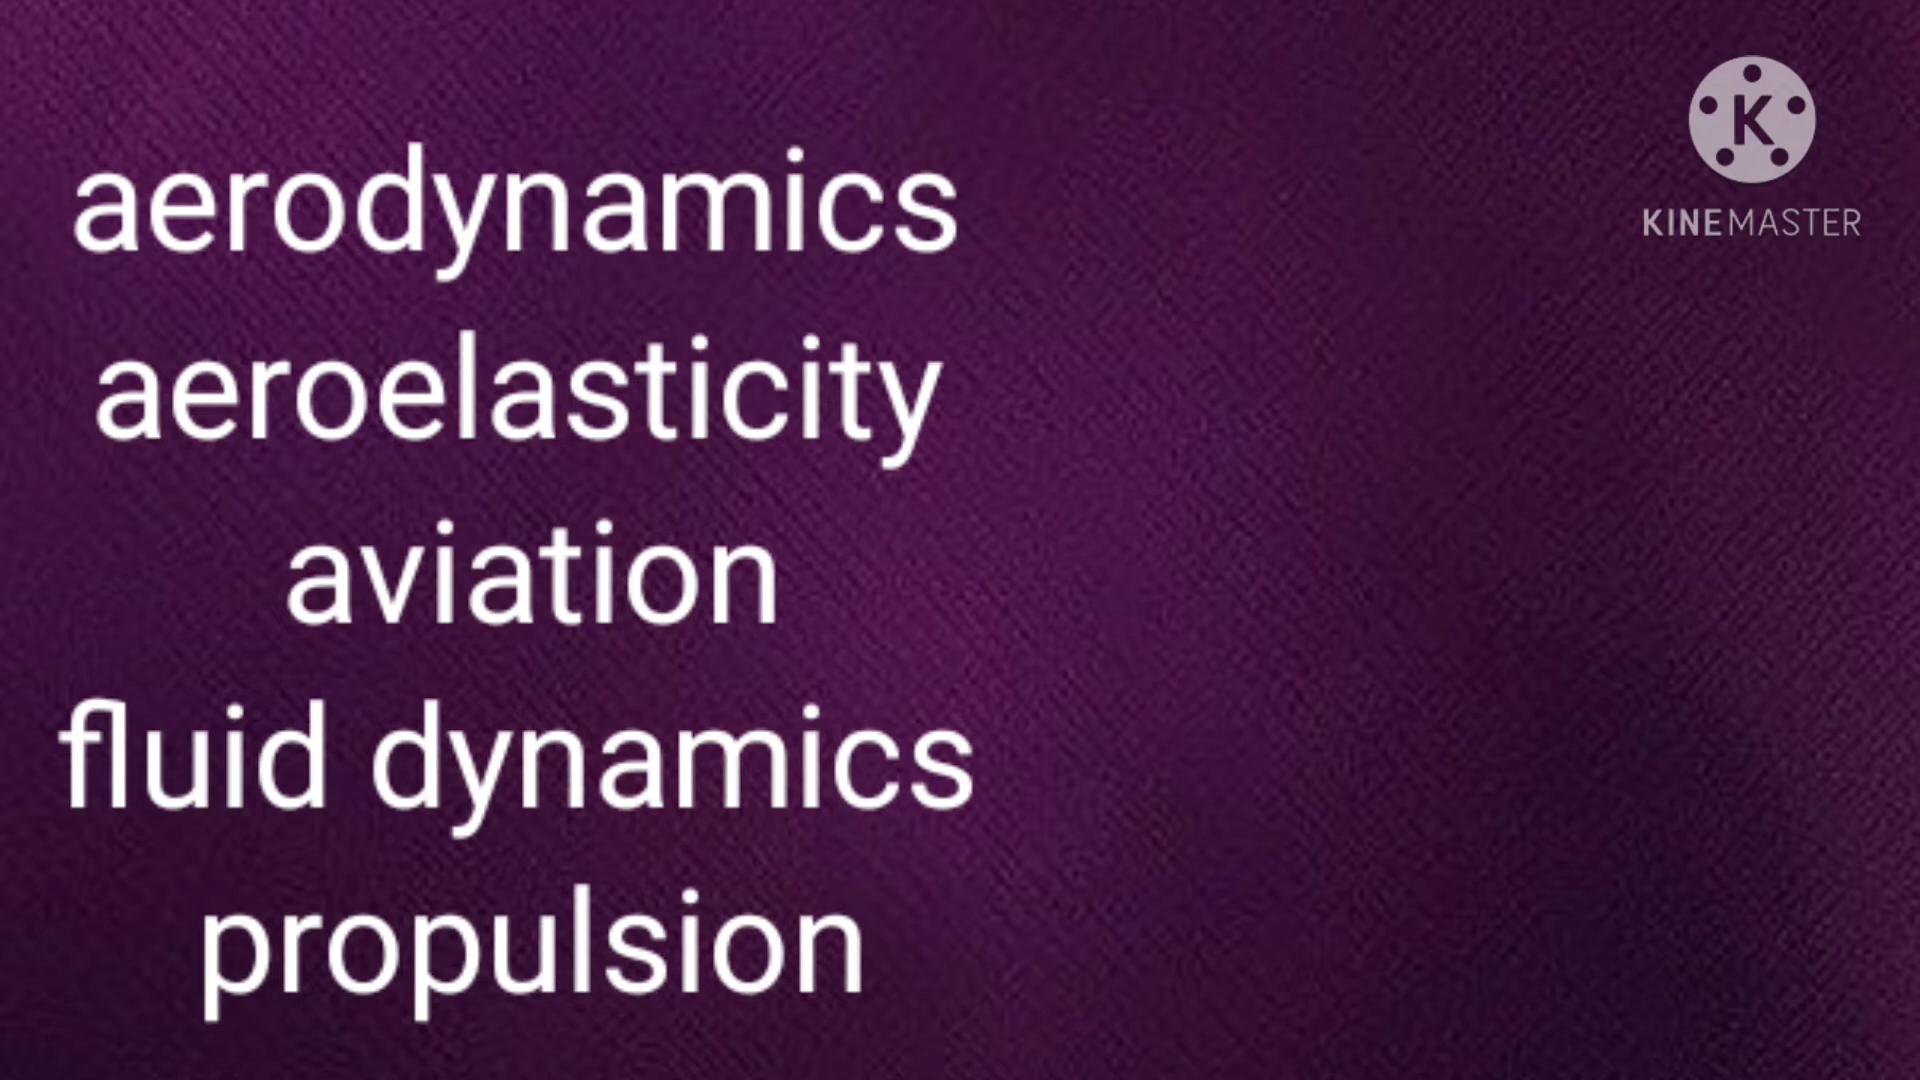 aerodynamics
aeroelasticity
aviation
fluid dynamics
propulsion
K
KINEMASTER